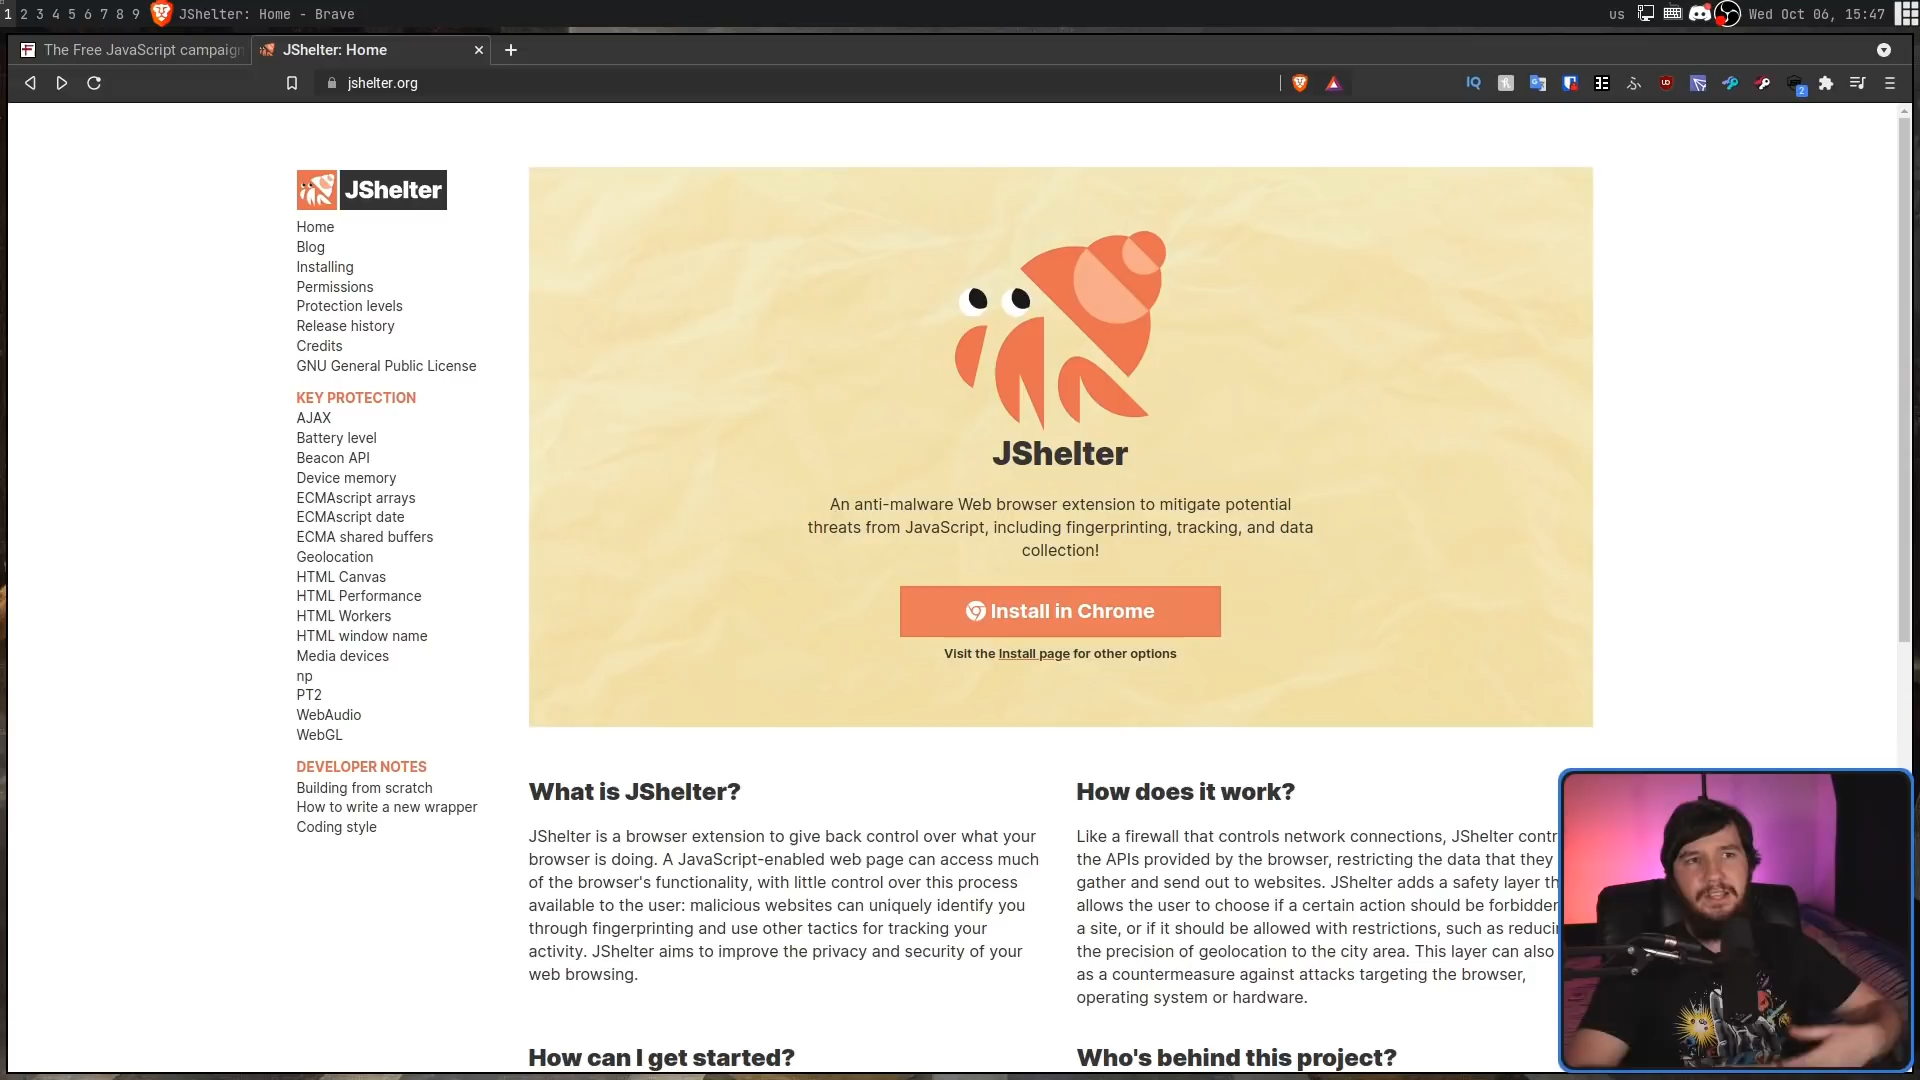 1 2 3 4 5 6 7 8 9 JShelter: Home - Brave
us Wed Oct 06, 15:47
The Free JavaScript campaign
JShelter: Home
jshelter.org
2
JShelter
Home
Blog
Installing
Permissions
Protection levels
Release history
Credits
GNU General Public License
KEY PROTECTION
AJAX
Battery level
Beacon API
Device memory
ECMAscript arrays
ECMAscript date
ECMA shared buffers
Geolocation
HTML Canvas
HTML Performance
HTML Workers
HTML window name
Media devices
np
PT2
WebAudio
WebGL
DEVELOPER NOTES
Building from scratch
How to write a new wrapper
Coding style
JShelter
An anti-malware Web browser extension to mitigate potential
threats from JavaScript, including fingerprinting, tracking, and data
collection!
Install in Chrome
Visit the Install page for other options
What is JShelter?
JShelter is a browser extension to give back control over what your
browser is doing. A JavaScript-enabled web page can access much
of the browser's functionality, with little control over this process
available to the user: malicious websites can uniquely identify you
through fingerprinting and use other tactics for tracking your
activity. JShelter aims to improve the privacy and security of your
web browsing.
How does it work?
Like a firewall that controls network connections, JShelter contr
the APIs provided by the browser, restricting the data that they
gather and send out to websites. JShelter adds a safety layer th
allows the user to choose if a certain action should be forbidden
a site, or if it should be allowed with restrictions, such as reduci
the precision of geolocation to the city area. This layer can also
as a countermeasure against attacks targeting the browser,
operating system or hardware.
How can I get started?
Who's behind this project?